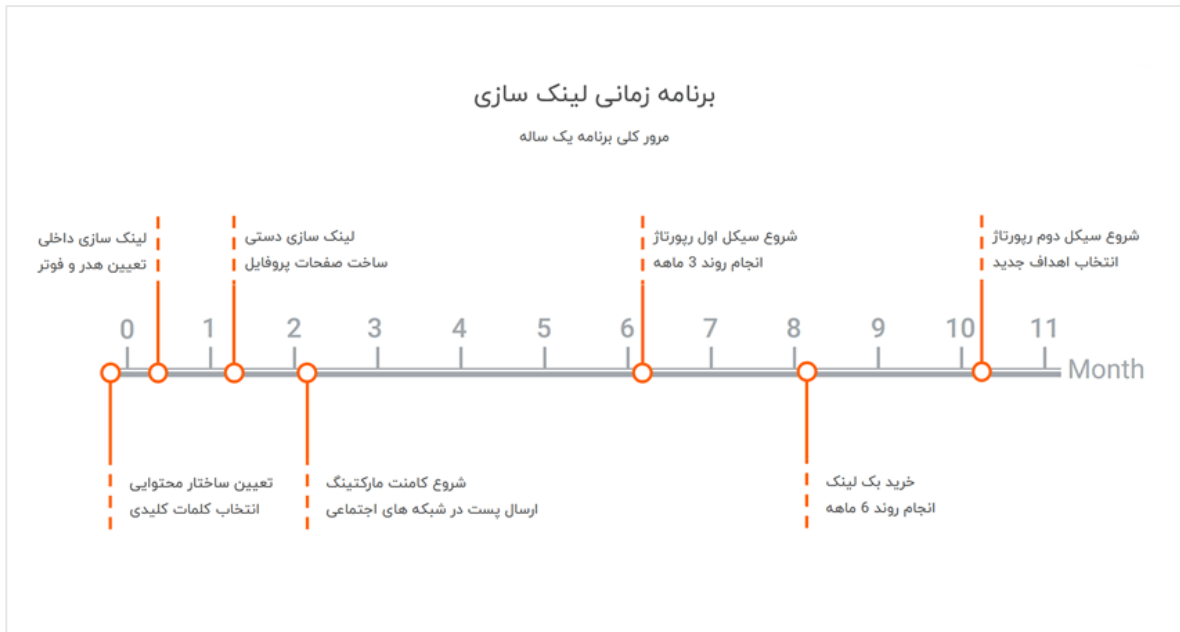 برنامه زمانی لینک سازی
مرور کلی برنامه یک ساله
لینک سازی داخلی
تعیین هدر و فوتر
لینک سازی دستی
ساخت صفحات پروفایل
شروع سیکل اول رپورتاژ
انجام روند 3 ماهه
شروع سیکل دوم رپورتاژ
انتخاب اهداف جدید
0 1 2 3 4 5 6 7 8 9 10 11
Month
تعیین ساختار محتوایی
انتخاب کلمات کلیدی
شروع کامنت مارکتینگ
ارسال پست در شبکه های اجتماعی
خرید بک لینک
انجام روند 6 ماهه